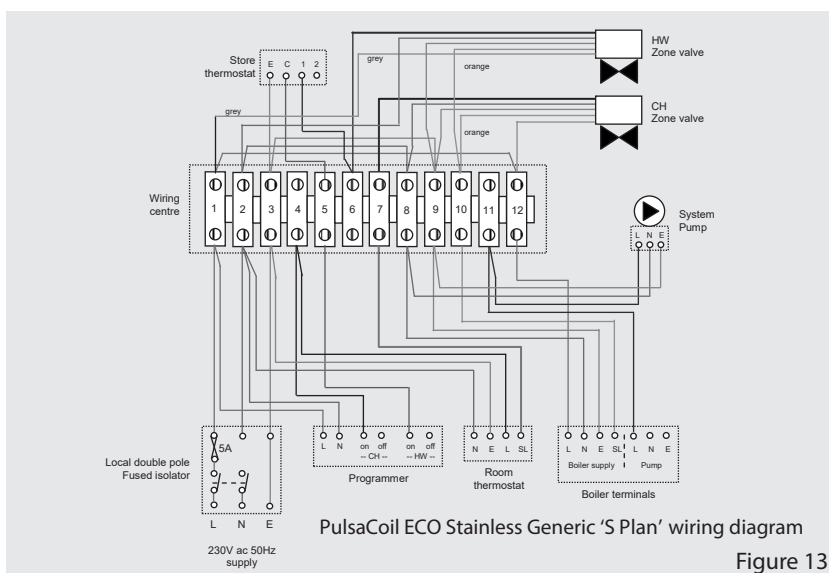 HW
Zone valve
Store
thermostat
E C 1 2
grey
orange
CH
Zone valve
grey
orange
Wiring
centre
1 2 3 4 5 6 7 8 9 10 11 12
System
Pump
L N E
5A
Local double pole
Fused isolator
L N E
230V ac 50Hz
supply
L N on off on off
-- CH -- -- HW --
Programmer
N E L SL
Room
thermostat
L N E SL L N E
Boiler supply Pump
Boiler terminals
PulsaCoil ECO Stainless Generic ‘S Plan’ wiring diagram
Figure 13